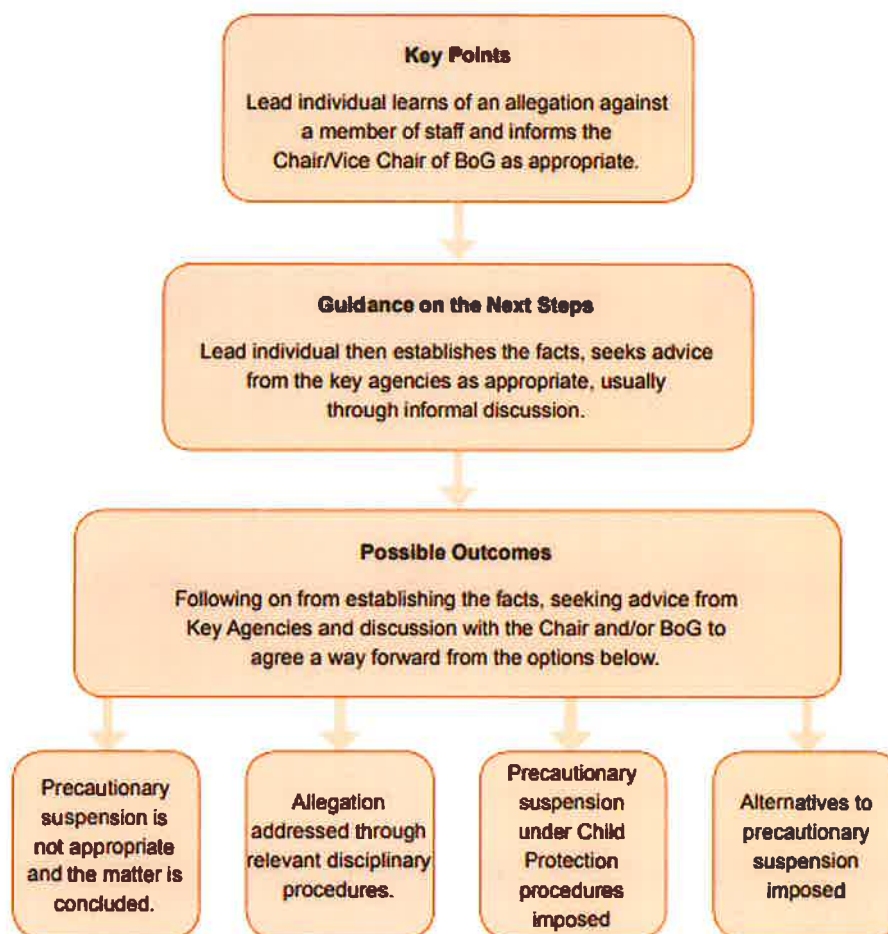 Key Points
Lead individual learns of an allegation against
a member of staff and informs the
Chair/Vice Chair of BoG as appropriate.
Guidance on the Next Steps
Lead individual then establishes the facts, seeks advice
from the key agencies as appropriate, usually
through informal discussion.
Possible Outcomes
Following on from establishing the facts, seeking advice from
Key Agencies and discussion with the Chair and/or BoG to
agree a way forward from the options below.
Precautionary
suspension is
not appropriate
and the matter is
concluded.
Allegation
addressed through
relevant disciplinary
procedures.
Precautionary
suspension
under Child
Protection
procedures
imposed
Alternatives to
precautionary
suspension
imposed